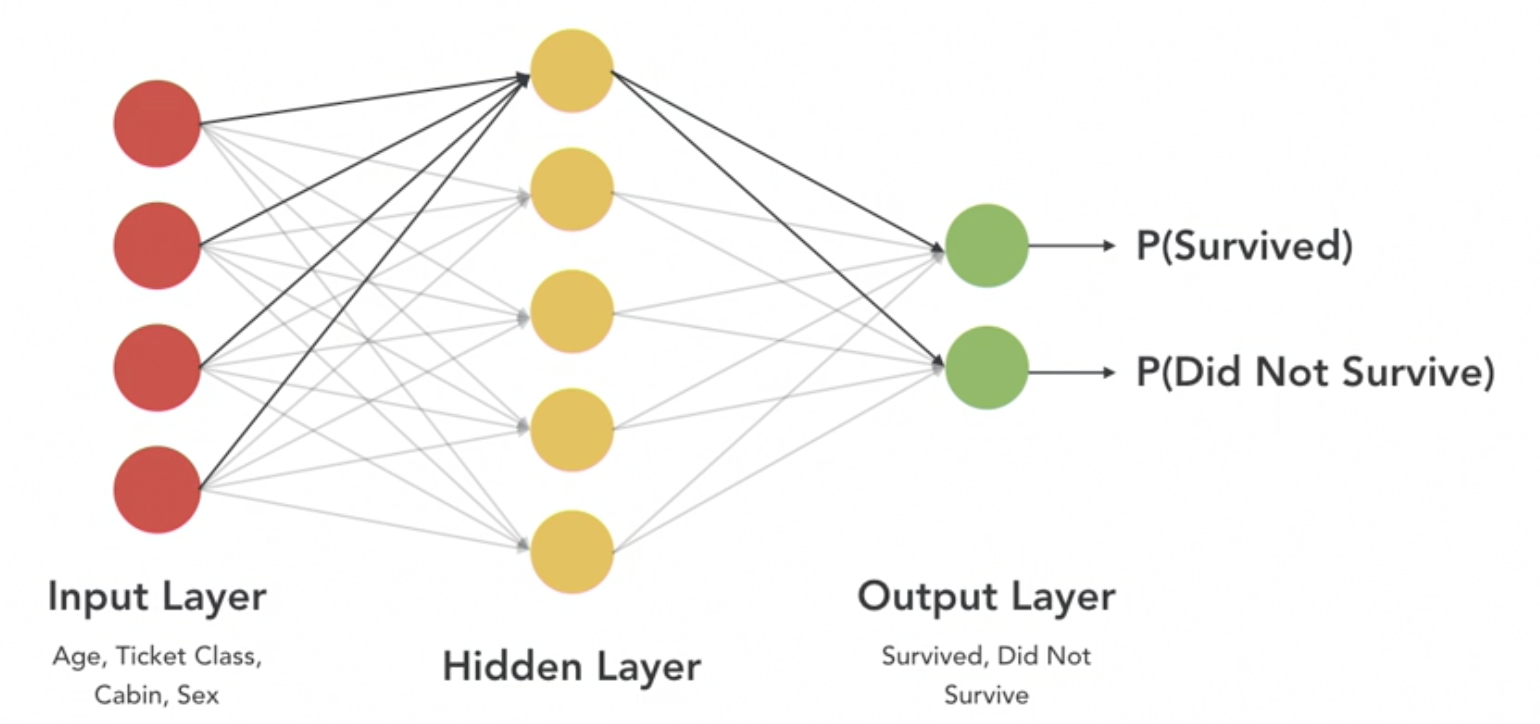 P(Survived)
P(Did Not Survive)
Input Layer
Age, Ticket Class,
Cabin, Sex
Hidden Layer
Output Layer
Survived, Did Not
Survive